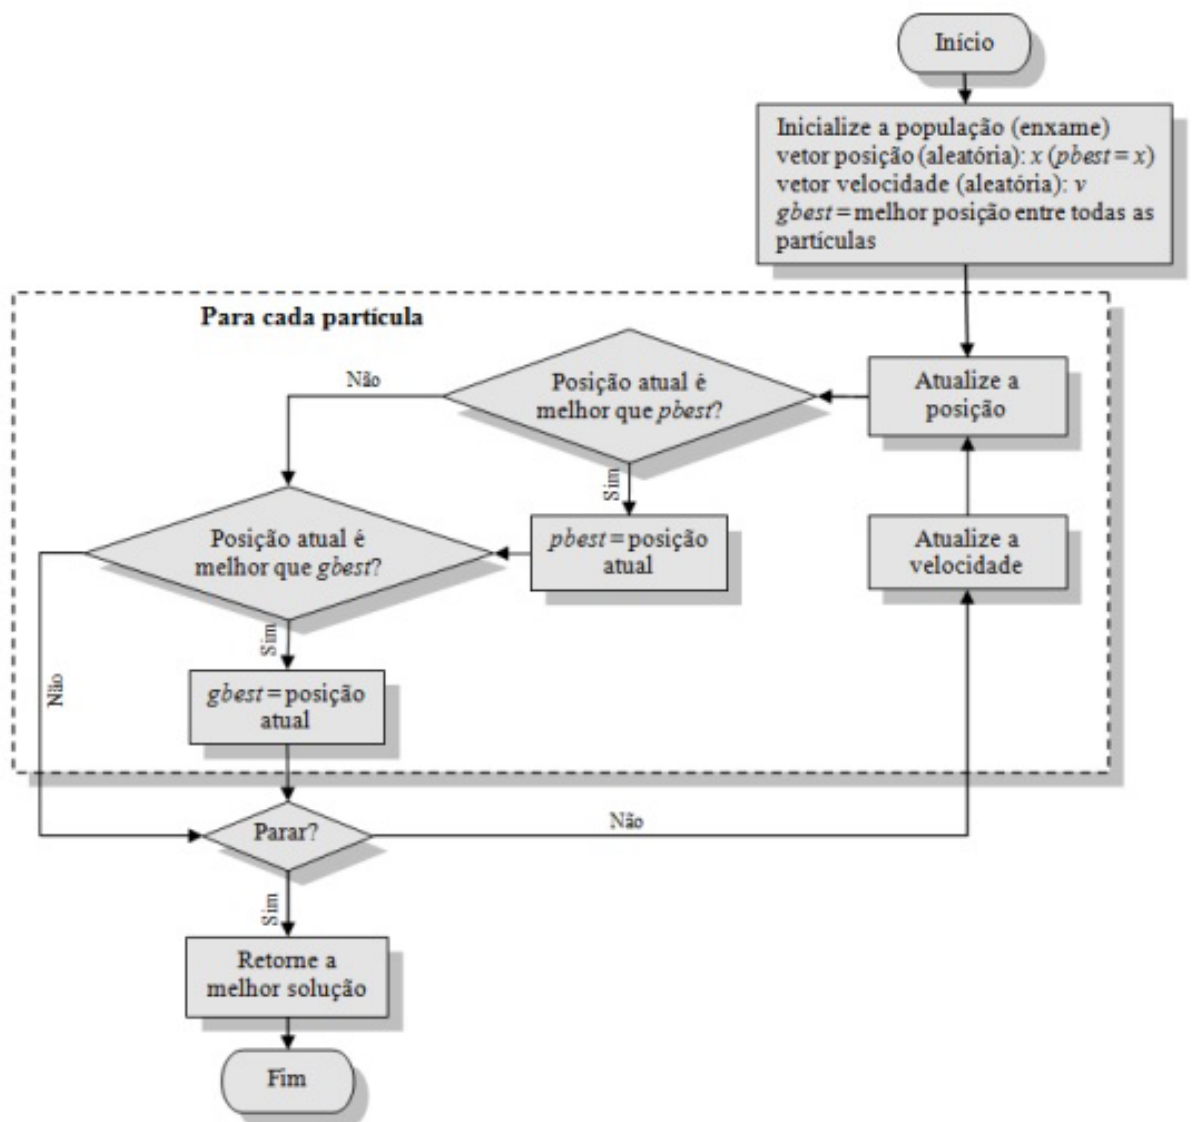 Início
Inicialize a população (enxame)
vetor posição (aleatória): x (pbest = x)
vetor velocidade (aleatória): v
gbest = melhor posição entre todas as
partículas
Para cada partícula
Atualize a
posição
Posição atual é
melhor que pbest?
Não
Sim
pbest = posição
atual
Posição atual é
melhor que gbest?
Não
Sim
gbest = posição
atual
Atualize a
velocidade
Parar?
Não
Sim
Retorne a
melhor solução
Fim